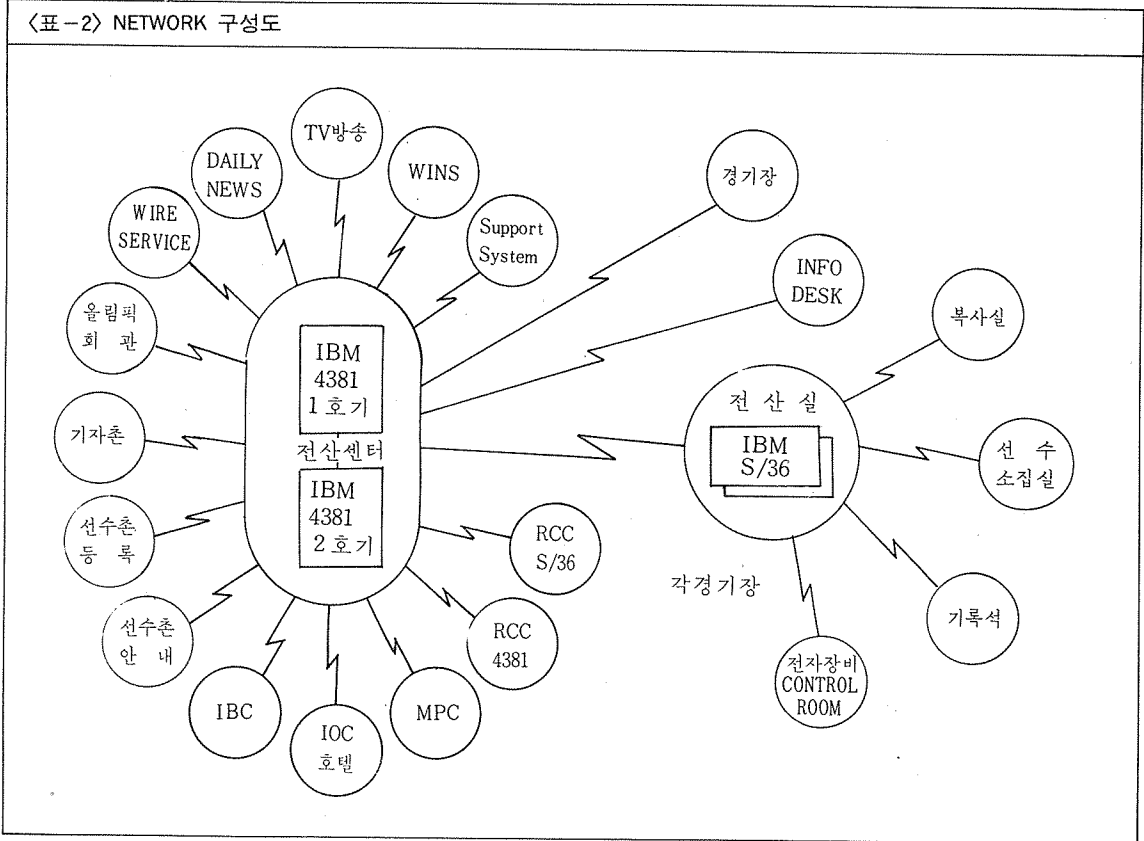 〈표-2〉 NETWORK 구성도
TV방송
DAILY
NEWS
WINS
WIRE
SERVICE
Support
System
올림픽
회 관
기자촌
선수촌
등 록
선수촌
안 내
IBC
IOC
호텔
MPC
RCC
4381
RCC
S/36
IBM
4381
1호기
전산센터
IBM
4381
2호기
경기장
INFO
DESK
전 산 실
IBM
S/36
복사실
선 수
소집실
기록석
전자장비
CONTROL
ROOM
각경기장